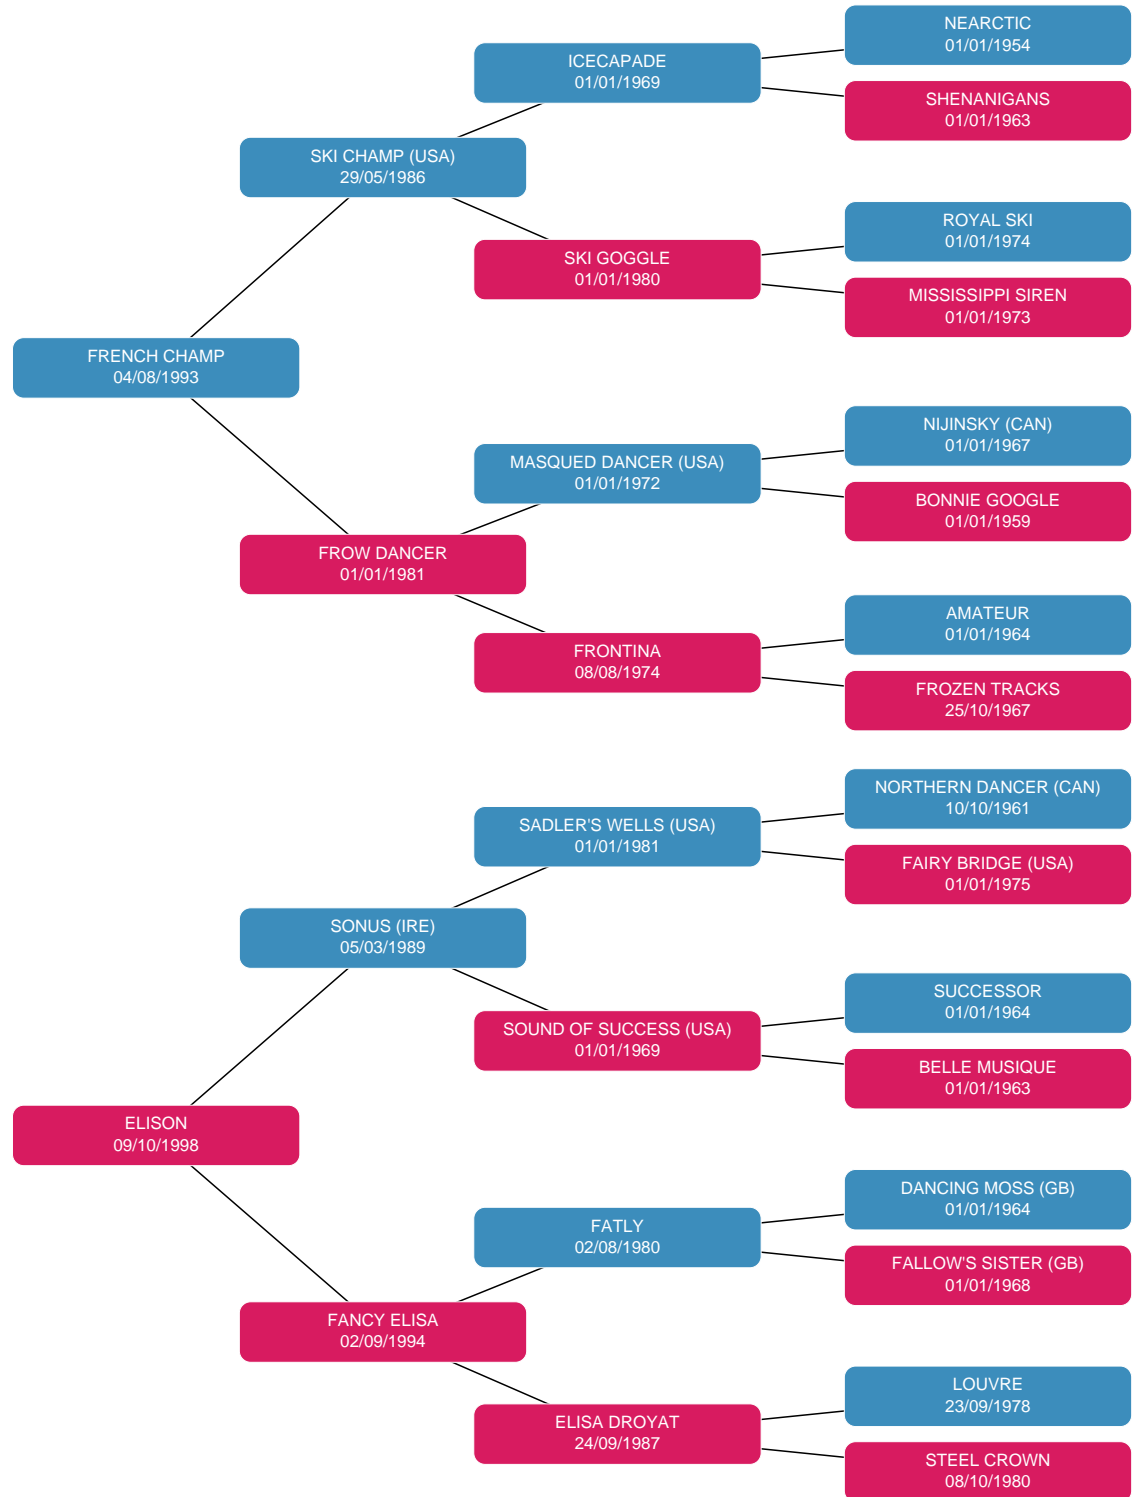 NEARCTIC
01/01/1954
ICECAPADE
01/01/1969
SHENANIGANS
01/01/1963
SKI CHAMP (USA)
29/05/1986
ROYAL SKI
01/01/1974
SKI GOGGLE
01/01/1980
MISSISSIPPI SIREN
01/01/1973
FRENCH CHAMP
04/08/1993
NIJINSKY (CAN)
01/01/1967
MASQUED DANCER (USA)
01/01/1972
BONNIE GOOGLE
01/01/1959
FROW DANCER
01/01/1981
AMATEUR
01/01/1964
FRONTINA
08/08/1974
FROZEN TRACKS
25/10/1967
NORTHERN DANCER (CAN)
10/10/1961
SADLER'S WELLS (USA)
01/01/1981
FAIRY BRIDGE (USA)
01/01/1975
SONUS (IRE)
05/03/1989
SUCCESSOR
01/01/1964
SOUND OF SUCCESS (USA)
01/01/1969
BELLE MUSIQUE
01/01/1963
ELISON
09/10/1998
DANCING MOSS (GB)
01/01/1964
FATLY
02/08/1980
FALLOW'S SISTER (GB)
01/01/1968
FANCY ELISA
02/09/1994
LOUVRE
23/09/1978
ELISA DROYAT
24/09/1987
STEEL CROWN
08/10/1980